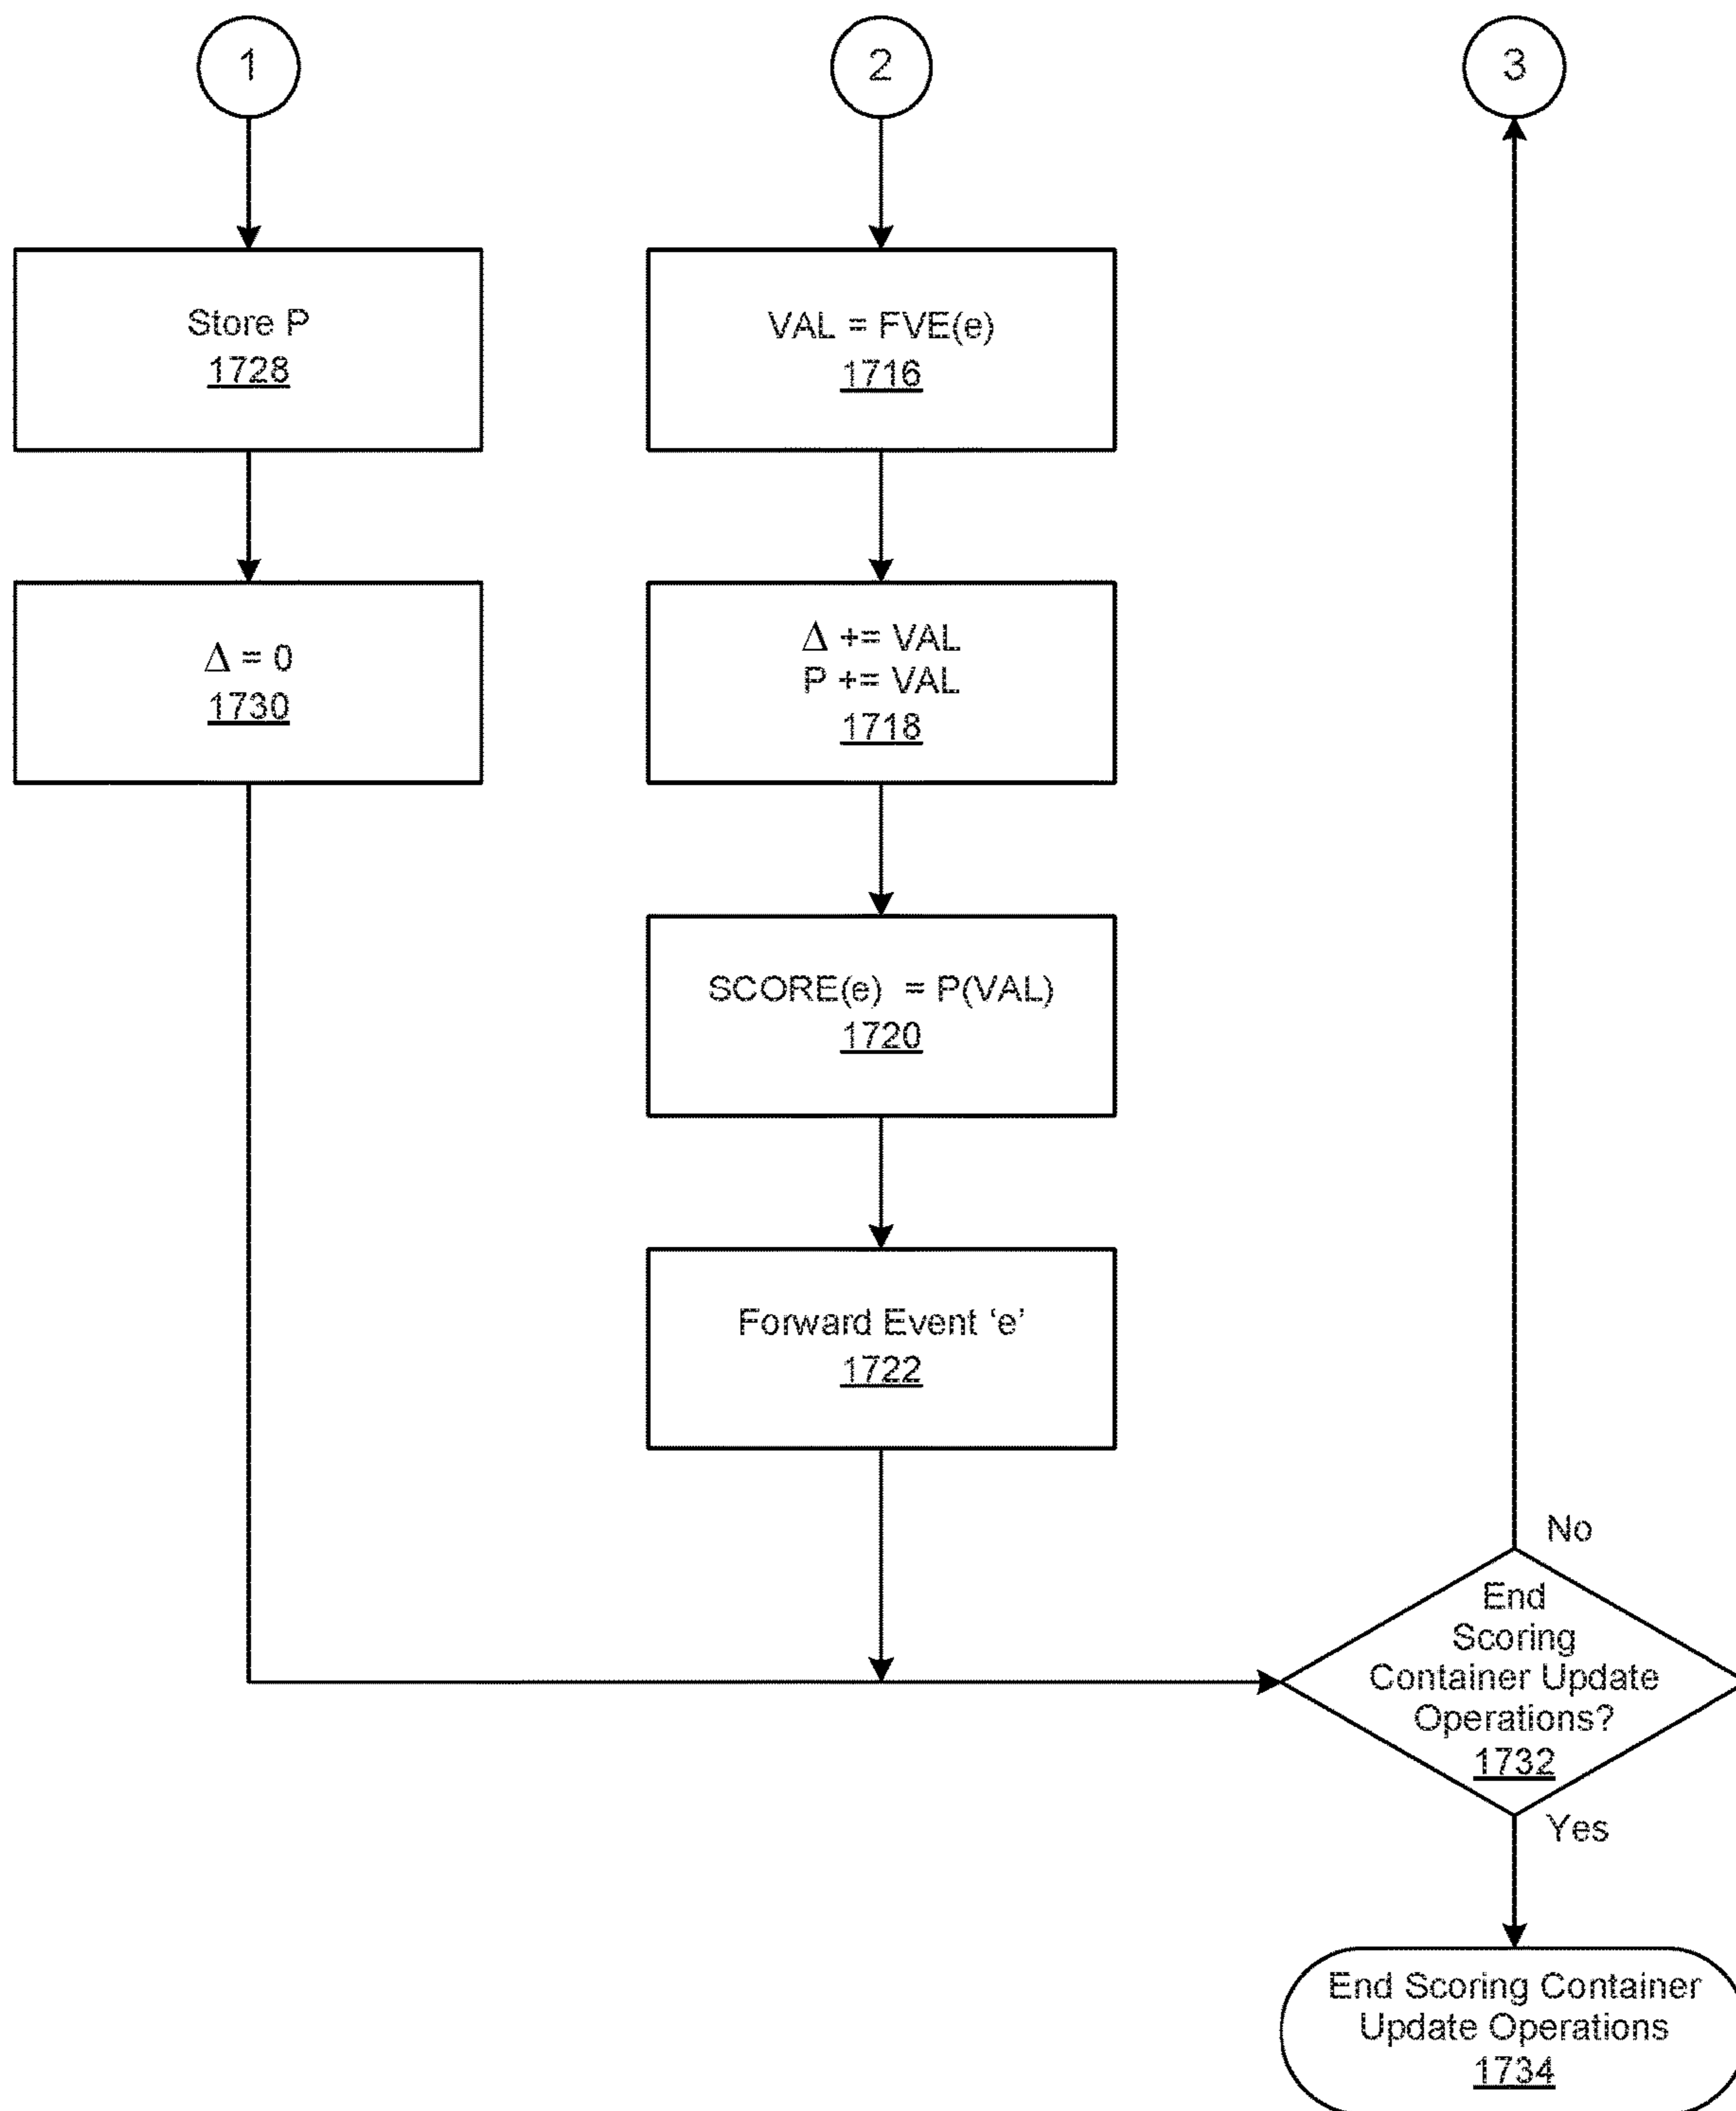 1
2
3
Store P
1728
VAL = FVE(e)
1716
Δ = 0
1730
Δ += VAL
P += VAL
1718
SCORE(e) = P(VAL)
1720
Forward Event ‘e’
1722
No
End
Scoring
Container Update
Operations?
1732
Yes
End Scoring Container
Update Operations
1734